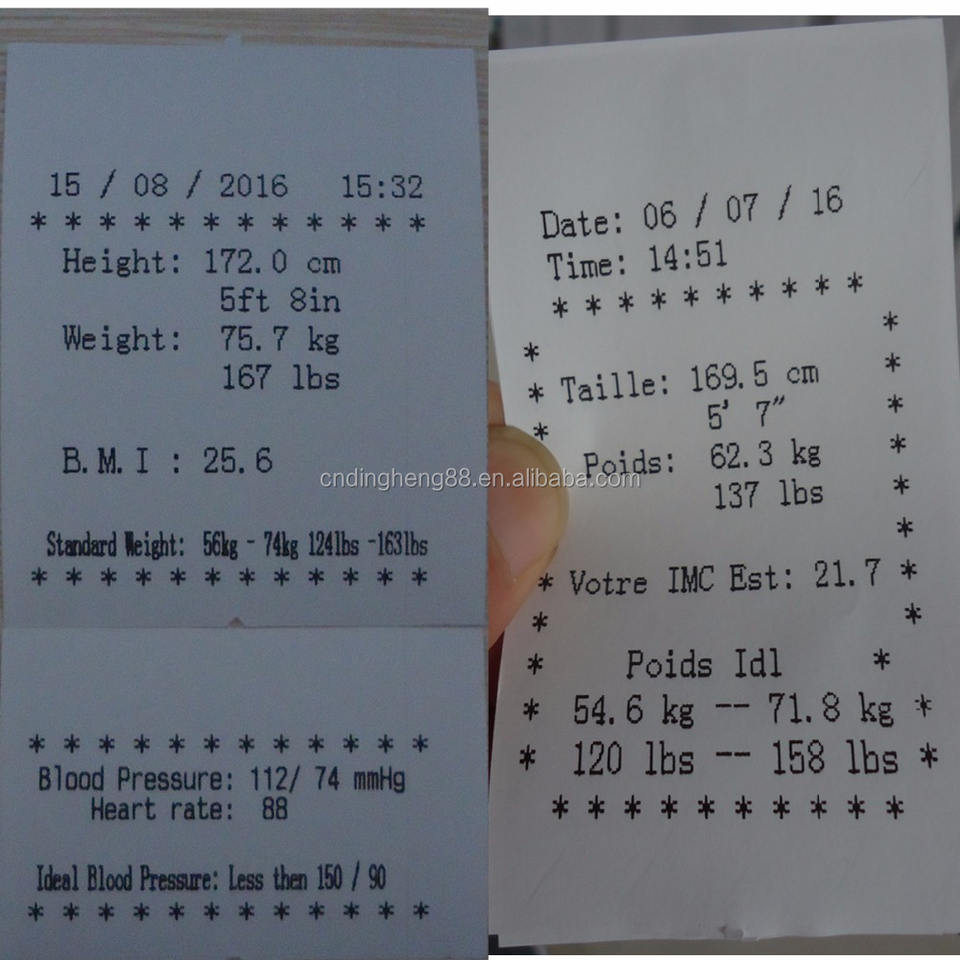 15 / 08 / 2016 15:32
* * * * * * * * * * * *
Height: 172.0 cm
5ft 8in
Weight: 75.7 kg
167 lbs
B.M.I : 25.6
Standard Weight: 56kg - 74kg 124lbs -163lbs
* * * * * * * * * * * *
* * * * * * * * * * * *
Blood Pressure: 112/ 74 mmHg
Heart rate: 88
Ideal Blood Pressure: Less then 150 / 90
* * * * * * * * * * * *
Date: 06 / 07 / 16
Time: 14:51
* * * * * * * * * *
* *
* Taille: 169.5 cm *
* 5' 7" *
Poids: 62.3 kg *
137 lbs *
*
* Votre IMC Est: 21.7 *
* *
* Poids Idl *
* 54.6 kg -- 71.8 kg *
* 120 lbs -- 158 lbs *
* * * * * * * * * *
cndingheng88.en.alibaba.com